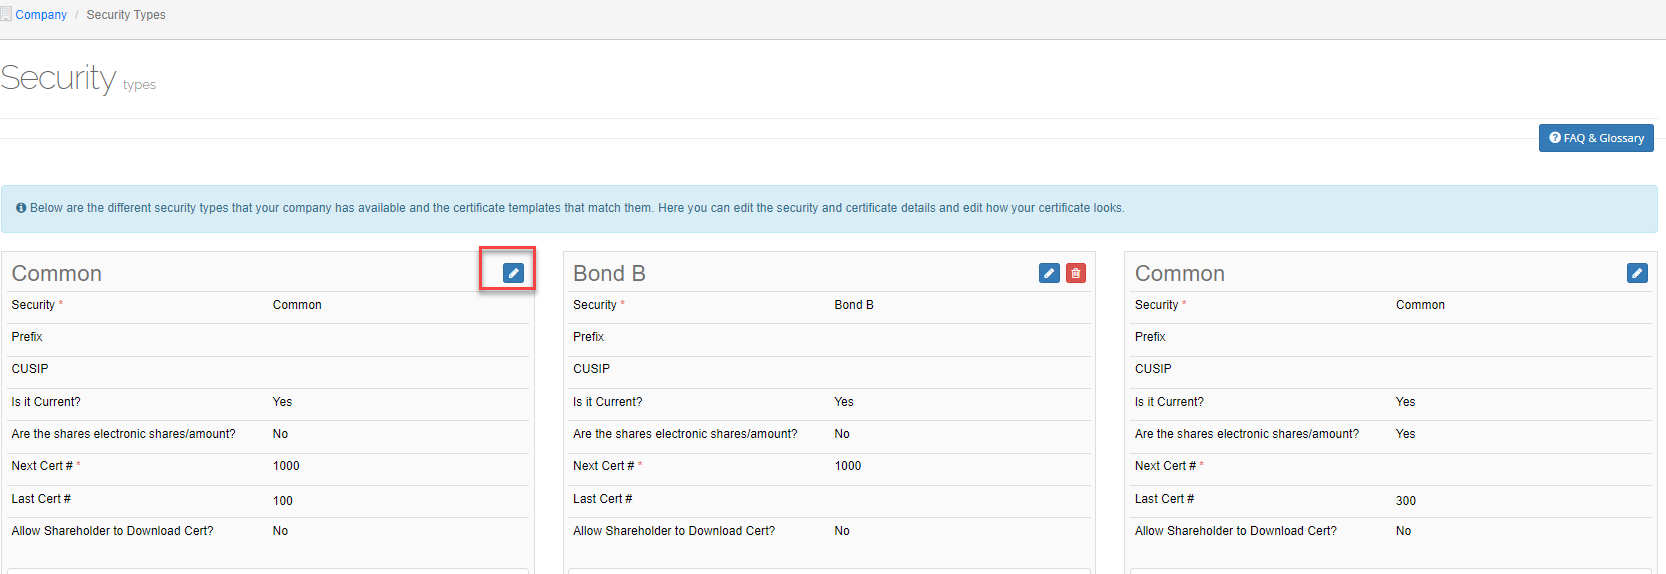 Company / Security Types
Security types
FAQ & Glossary
Below are the different security types that your company has available and the certificate templates that match them. Here you can edit the security and certificate details and edit how your certificate looks.
Common
Security * Common
Prefix
CUSIP
Is it Current? Yes
Are the shares electronic shares/amount? No
Next Cert # * 1000
Last Cert # 100
Allow Shareholder to Download Cert? No
Bond B
Security * Bond B
Prefix
CUSIP
Is it Current? Yes
Are the shares electronic shares/amount? No
Next Cert # * 1000
Last Cert #
Allow Shareholder to Download Cert? No
Common
Security * Common
Prefix
CUSIP
Is it Current? Yes
Are the shares electronic shares/amount? Yes
Next Cert # *
Last Cert # 300
Allow Shareholder to Download Cert? No